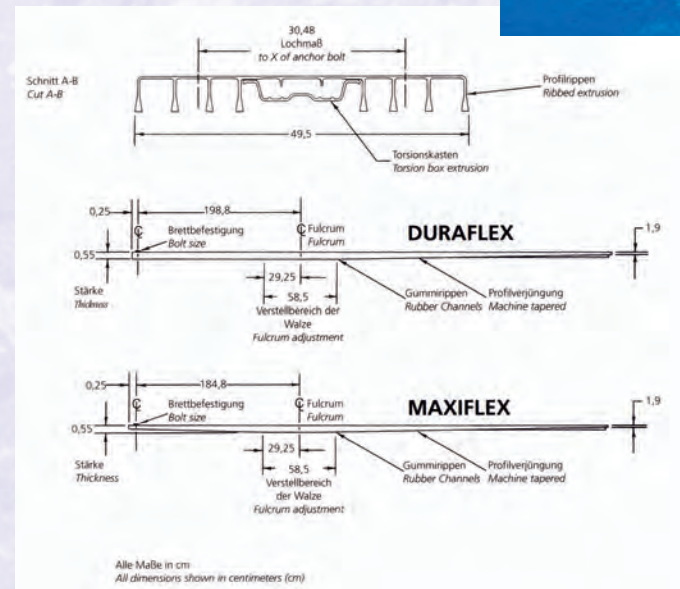 30,48
Lochmaß
to X of anchor bolt
Schnitt A-B
Cut A-B
Profilrippen
Ribbed extrusion
49,5
Torsionskasten
Torsion box extrusion
0,25
198,8
Brettbefestigung
Bolt size
Fulcrum
Fulcrum
DURAFLEX
1,9
0,55
Stärke
Thickness
29,25
58,5
Verstellbereich der
Walze
Fulcrum adjustment
Gummirippen
Rubber Channels
Profilverjüngung
Machine tapered
0,25
184,8
Brettbefestigung
Bolt size
Fulcrum
Fulcrum
MAXIFLEX
1,9
0,55
Stärke
Thickness
29,25
58,5
Verstellbereich
der Walze
Fulcrum adjustment
Gummirippen
Rubber Channels
Profilverjüngung
Machine tapered
Alle Maße in cm
All dimensions shown in centimeters (cm)